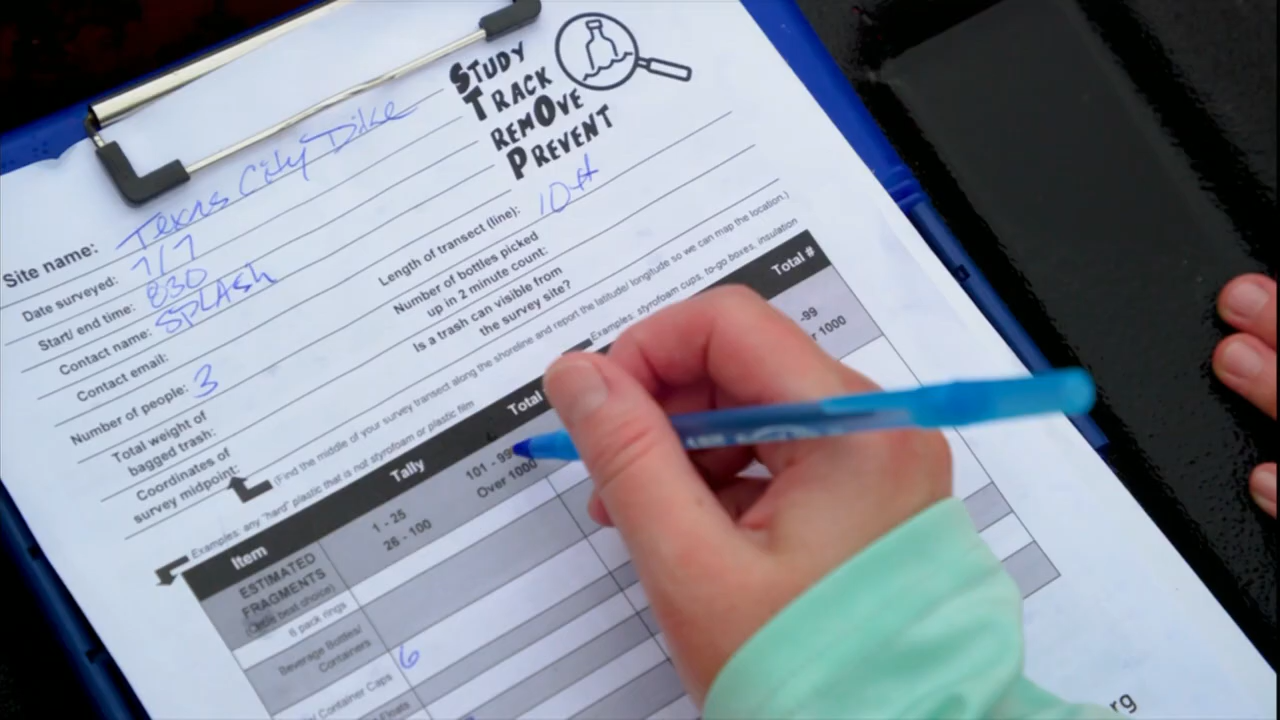 STUDY
TRACK
REMOVE
PREVENT
Site name: Texas City Dike
Date surveyed: 7/7
Start/ end time: 830
Contact name: SPLASH
Contact email:
Number of people: 3
Total weight of
bagged trash:
Coordinates of
survey midpoint:
Length of transect (line): 10ft
Number of bottles picked
up in 2 minute count:
Is a trash can visible from
the survey site?
(Find the middle of your survey transect along the shoreline and report the latitude/ longitude so we can map the location.)
Examples: any "hard" plastic that is not styrofoam or plastic film
Examples: styrofoam cups, to-go boxes, insulation
Item Tally Total Total #
ESTIMATED
FRAGMENTS
(circle best choice)
1 - 25
26 - 100
101 - 999
Over 1000
-99
r 1000
6 pack rings
Beverage Bottles/
Containers
Container Caps 6
Floats
rg